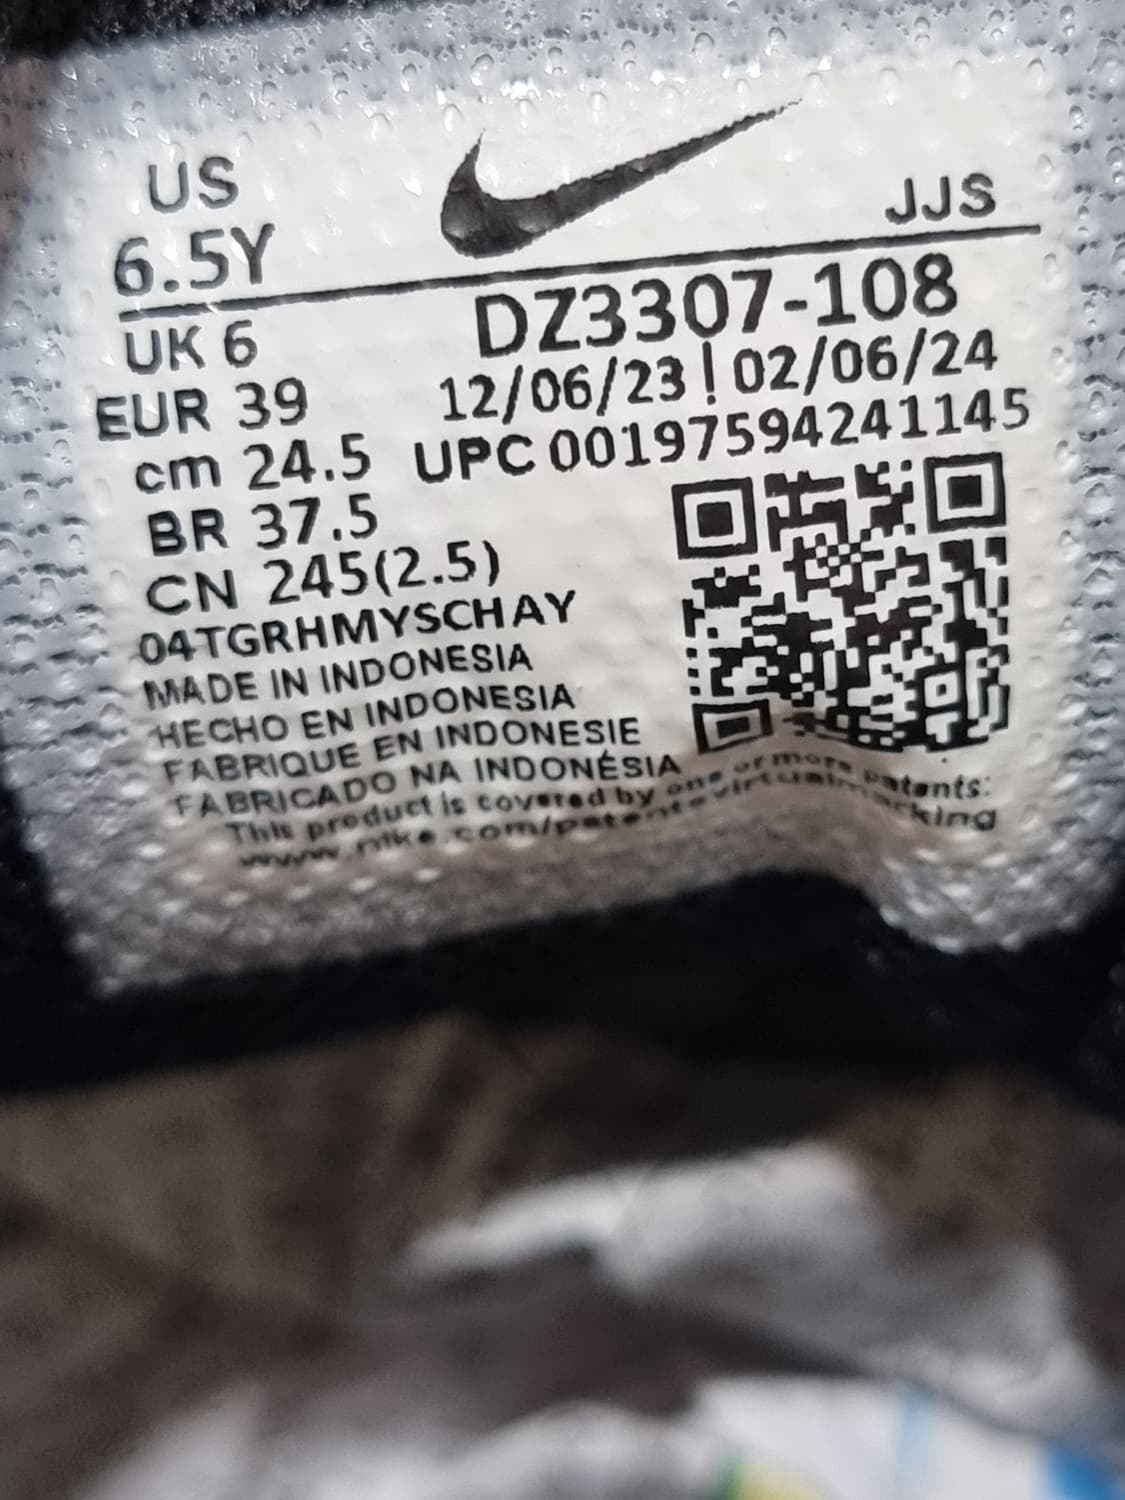 US
6.5Y
JJS
UK 6
DZ3307-108
EUR 39
12/06/23 | 02/06/24
cm 24.5
UPC 00197594241145
BR 37.5
CN 245(2.5)
04TGRHMYSCHAY
MADE IN INDONESIA
HECHO EN INDONESIA
FABRIQUE EN INDONESIE
FABRICADO NA INDONÉSIA
This product is covered by one or more patents:
www.nike.com/patentsvirtualmarking